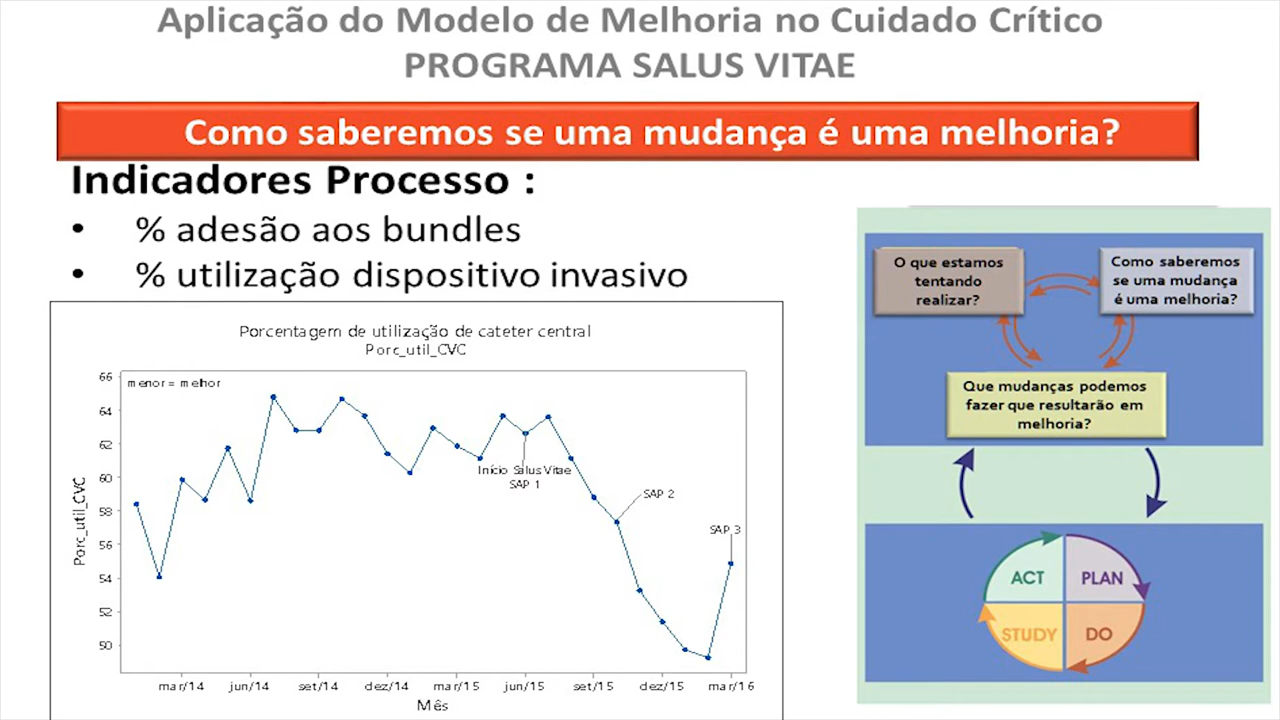 Aplicação do Modelo de Melhoria no Cuidado Crítico
PROGRAMA SALUS VITAE
Como saberemos se uma mudança é uma melhoria?
Indicadores Processo :
• % adesão aos bundles
• % utilização dispositivo invasivo
Porcentagem de utilização de cateter central
Porc_util_CVC
menor = melhor
66
64
62
60
58
56
54
52
50
Porc_util_CVC
Início Salus Vitae
SAP 1
SAP 2
SAP 3
mar/14 jun/14 set/14 dez/14 mar/15 jun/15 set/15 dez/15 mar/16
Mês
O que estamos
tentando
realizar?
Como saberemos
se uma mudança
é uma melhoria?
Que mudanças podemos
fazer que resultarão em
melhoria?
ACT PLAN
STUDY DO